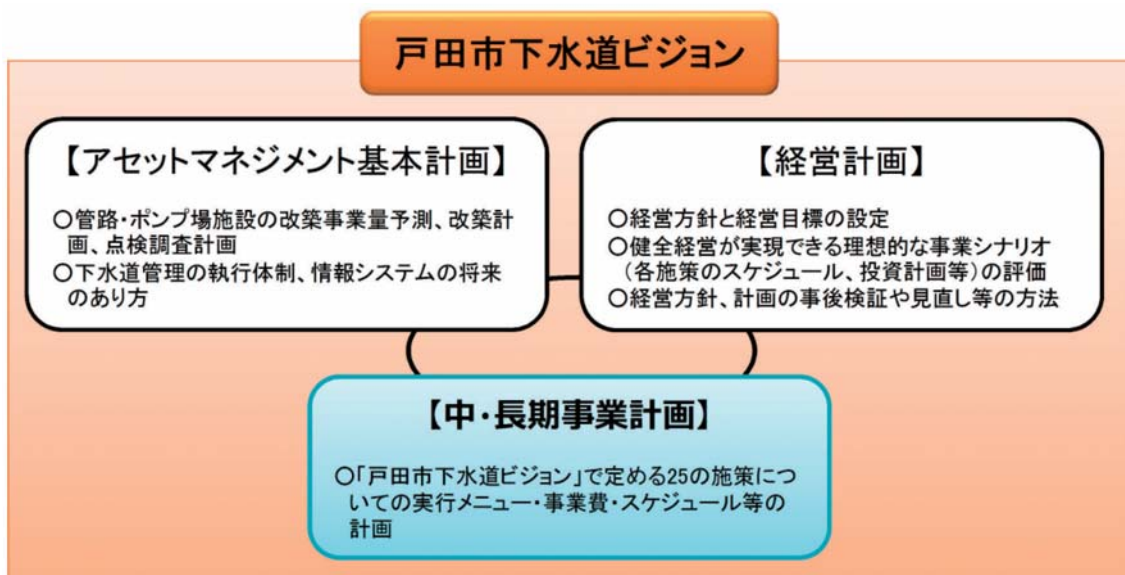 戸田市下水道ビジョン
【アセットマネジメント基本計画】
○管路・ポンプ場施設の改築事業量予測、改築計
画、点検調査計画
○下水道管理の執行体制、情報システムの将来
のあり方
【経営計画】
○経営方針と経営目標の設定
○健全経営が実現できる理想的な事業シナリオ
（各施策のスケジュール、投資計画等）の評価
○経営方針、計画の事後検証や見直し等の方法
【中・長期事業計画】
○「戸田市下水道ビジョン」で定める25の施策につ
いての実行メニュー・事業費・スケジュール等の
計画